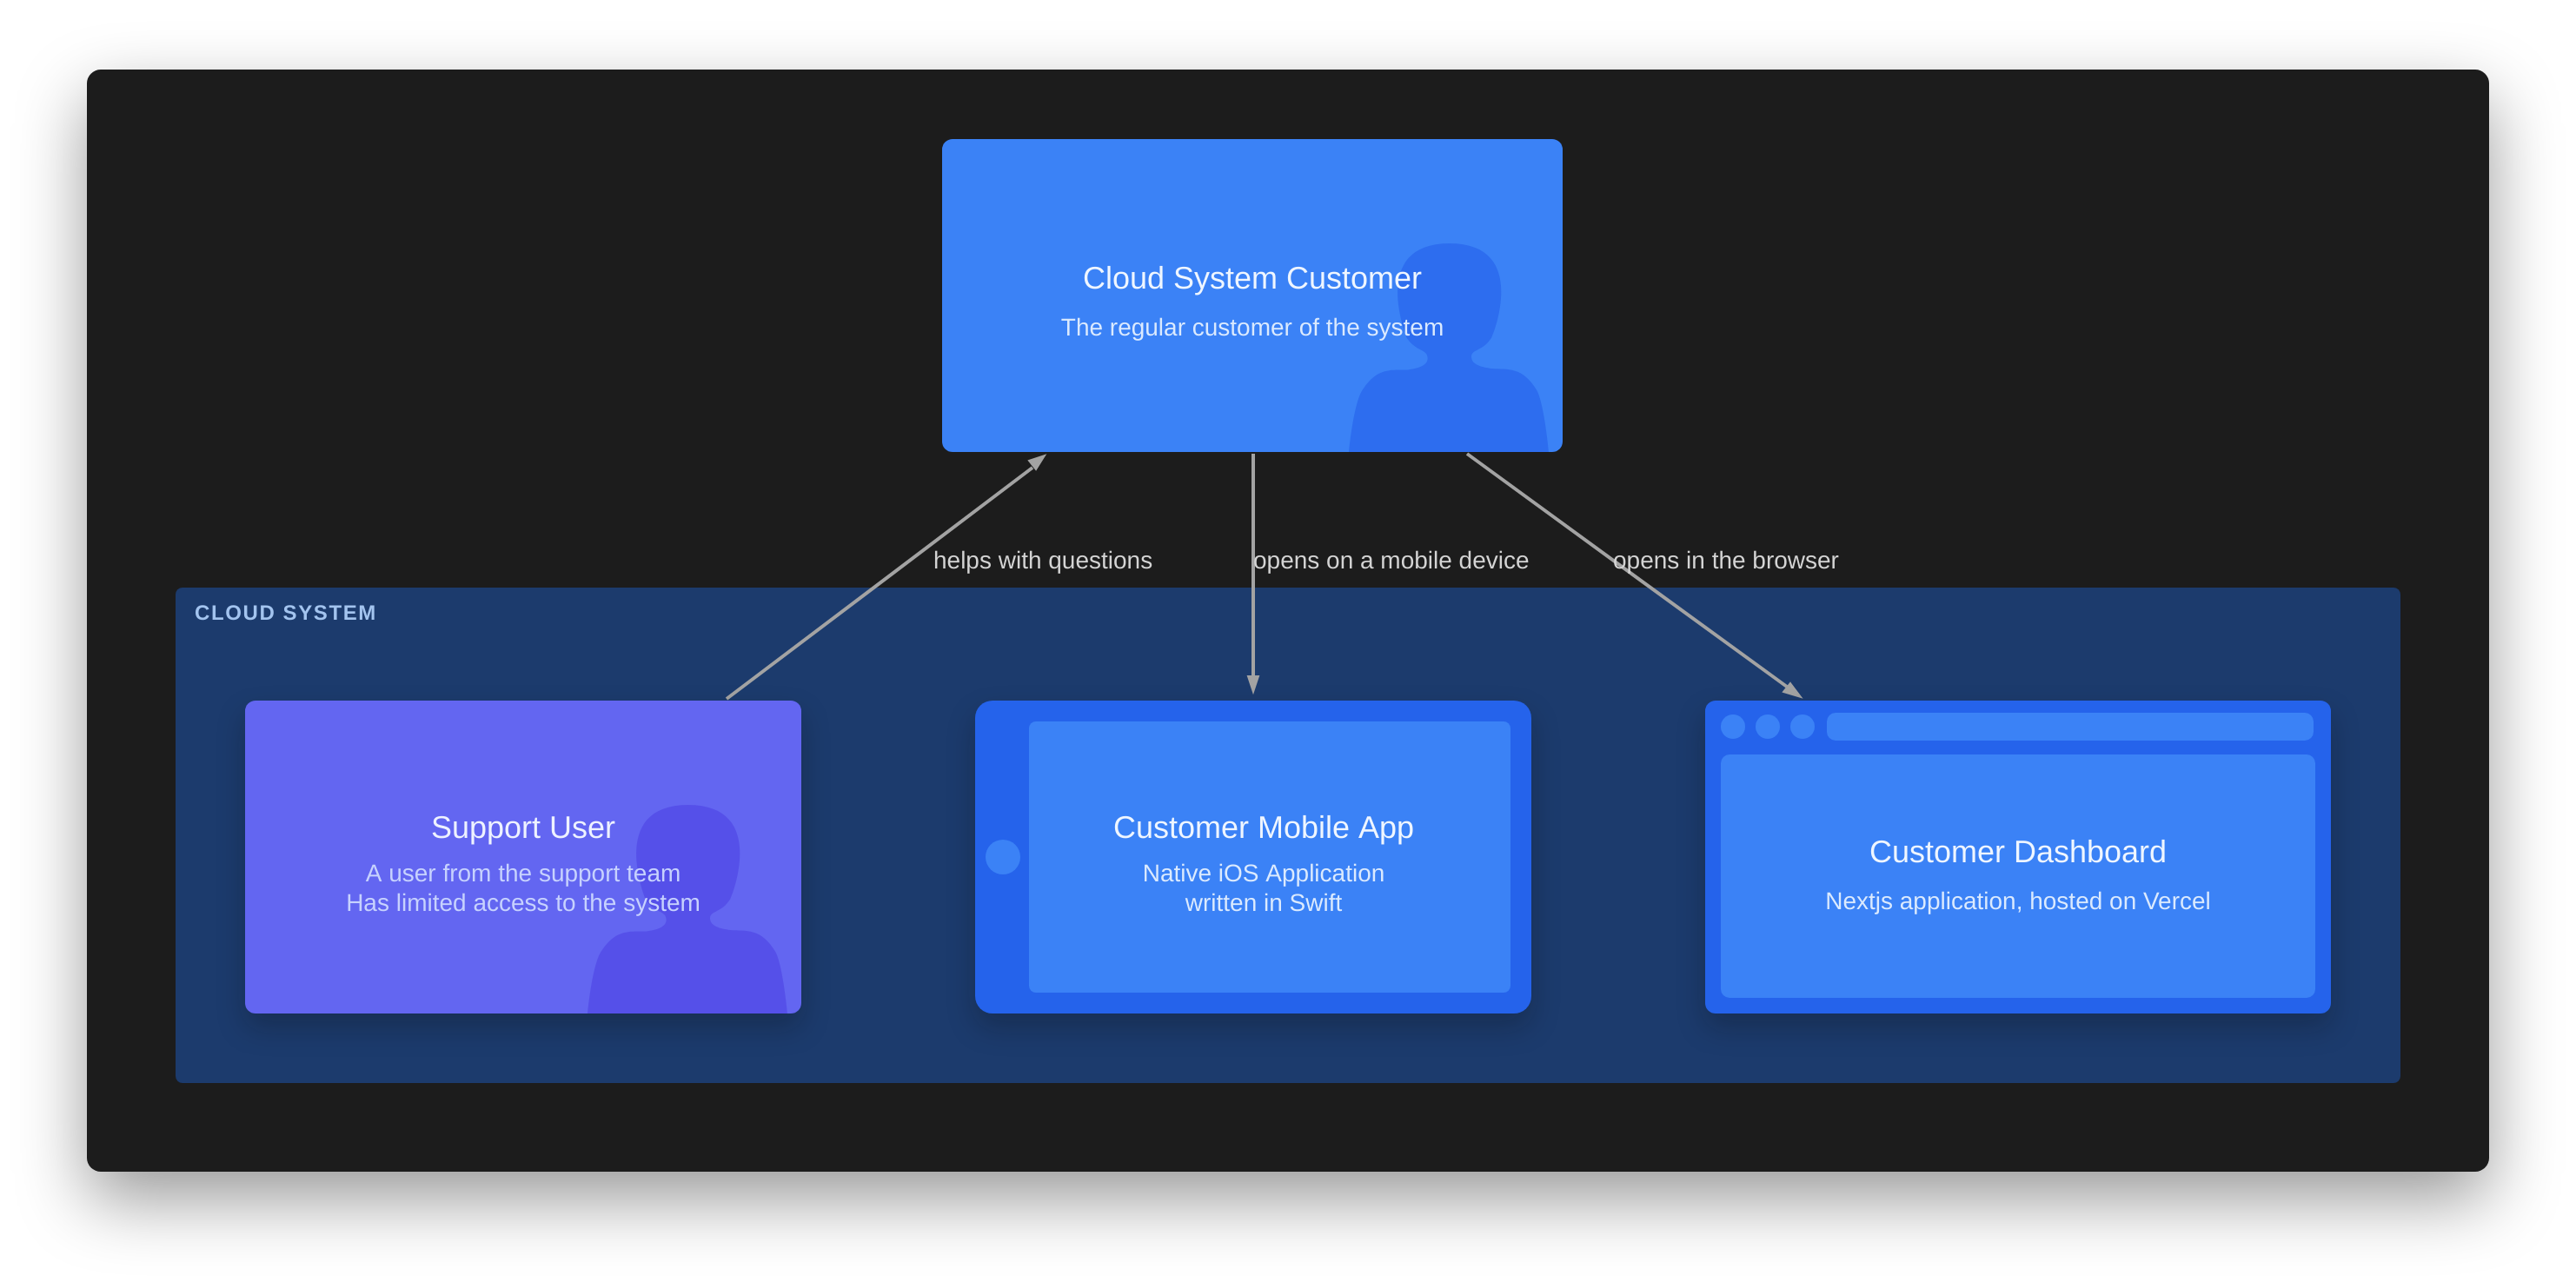 Cloud System Customer
The regular customer of the system
helps with questions
opens on a mobile device
opens in the browser
CLOUD SYSTEM
Support User
A user from the support team
Has limited access to the system
Customer Mobile App
Native iOS Application
written in Swift
Customer Dashboard
Nextjs application, hosted on Vercel